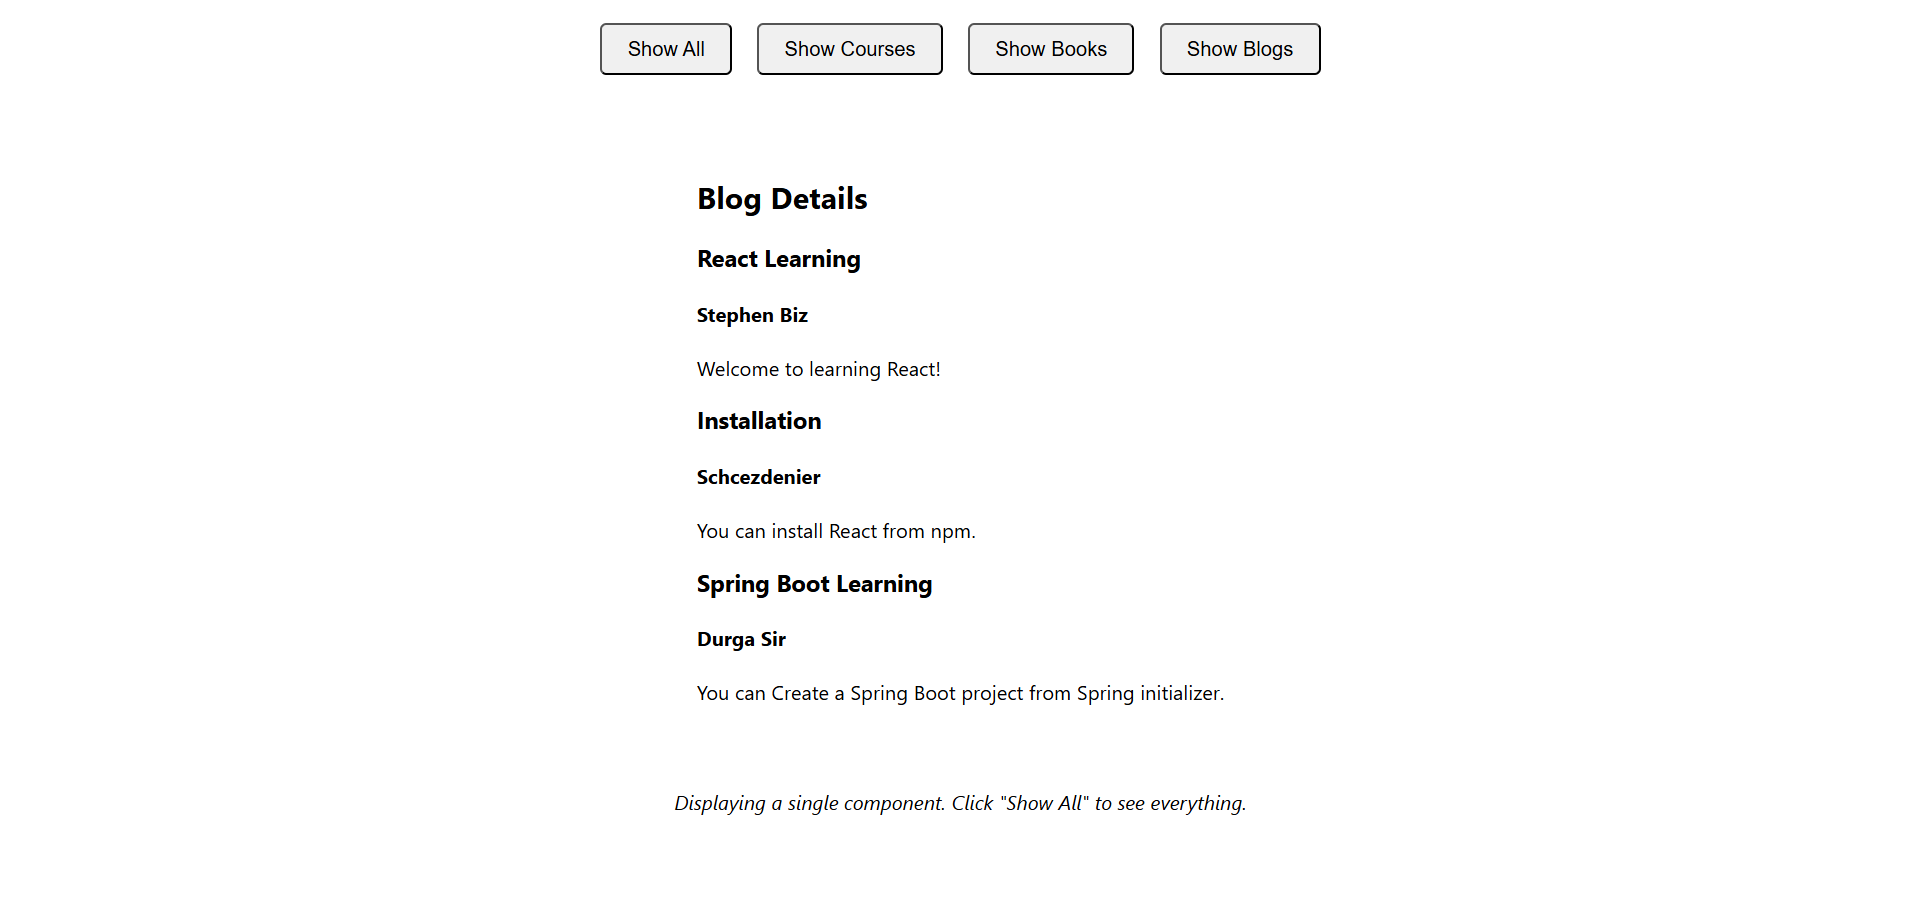 Show All Show Courses Show Books Show Blogs
Blog Details
React Learning
Stephen Biz
Welcome to learning React!
Installation
Schcezdenier
You can install React from npm.
Spring Boot Learning
Durga Sir
You can Create a Spring Boot project from Spring initializer.
Displaying a single component. Click "Show All" to see everything.